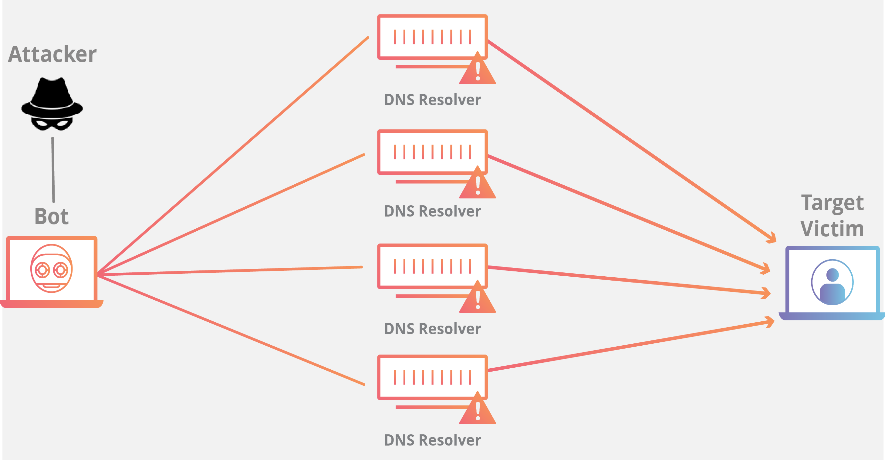 Attacker
Bot
DNS Resolver
DNS Resolver
DNS Resolver
DNS Resolver
Target
Victim